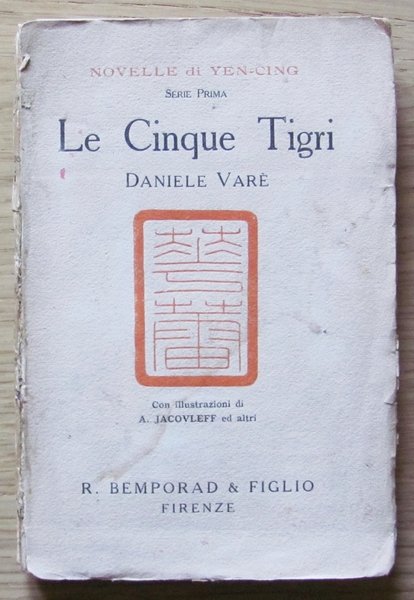 NOVELLE di YEN-CING
SERIE PRIMA
Le Cinque Tigri
DANIELE VARÈ
Con illustrazioni di
A. JACOVLEFF ed altri
R. BEMPORAD & FIGLIO
FIRENZE